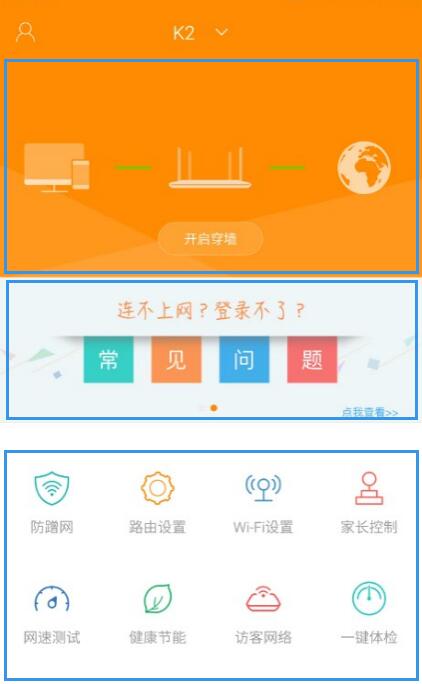 K2
开启穿墙
连不上网？登录不了？
常见问题
点我查看>>
防蹭网 路由设置 Wi-Fi设置 家长控制
网速测试 健康节能 访客网络 一键体检